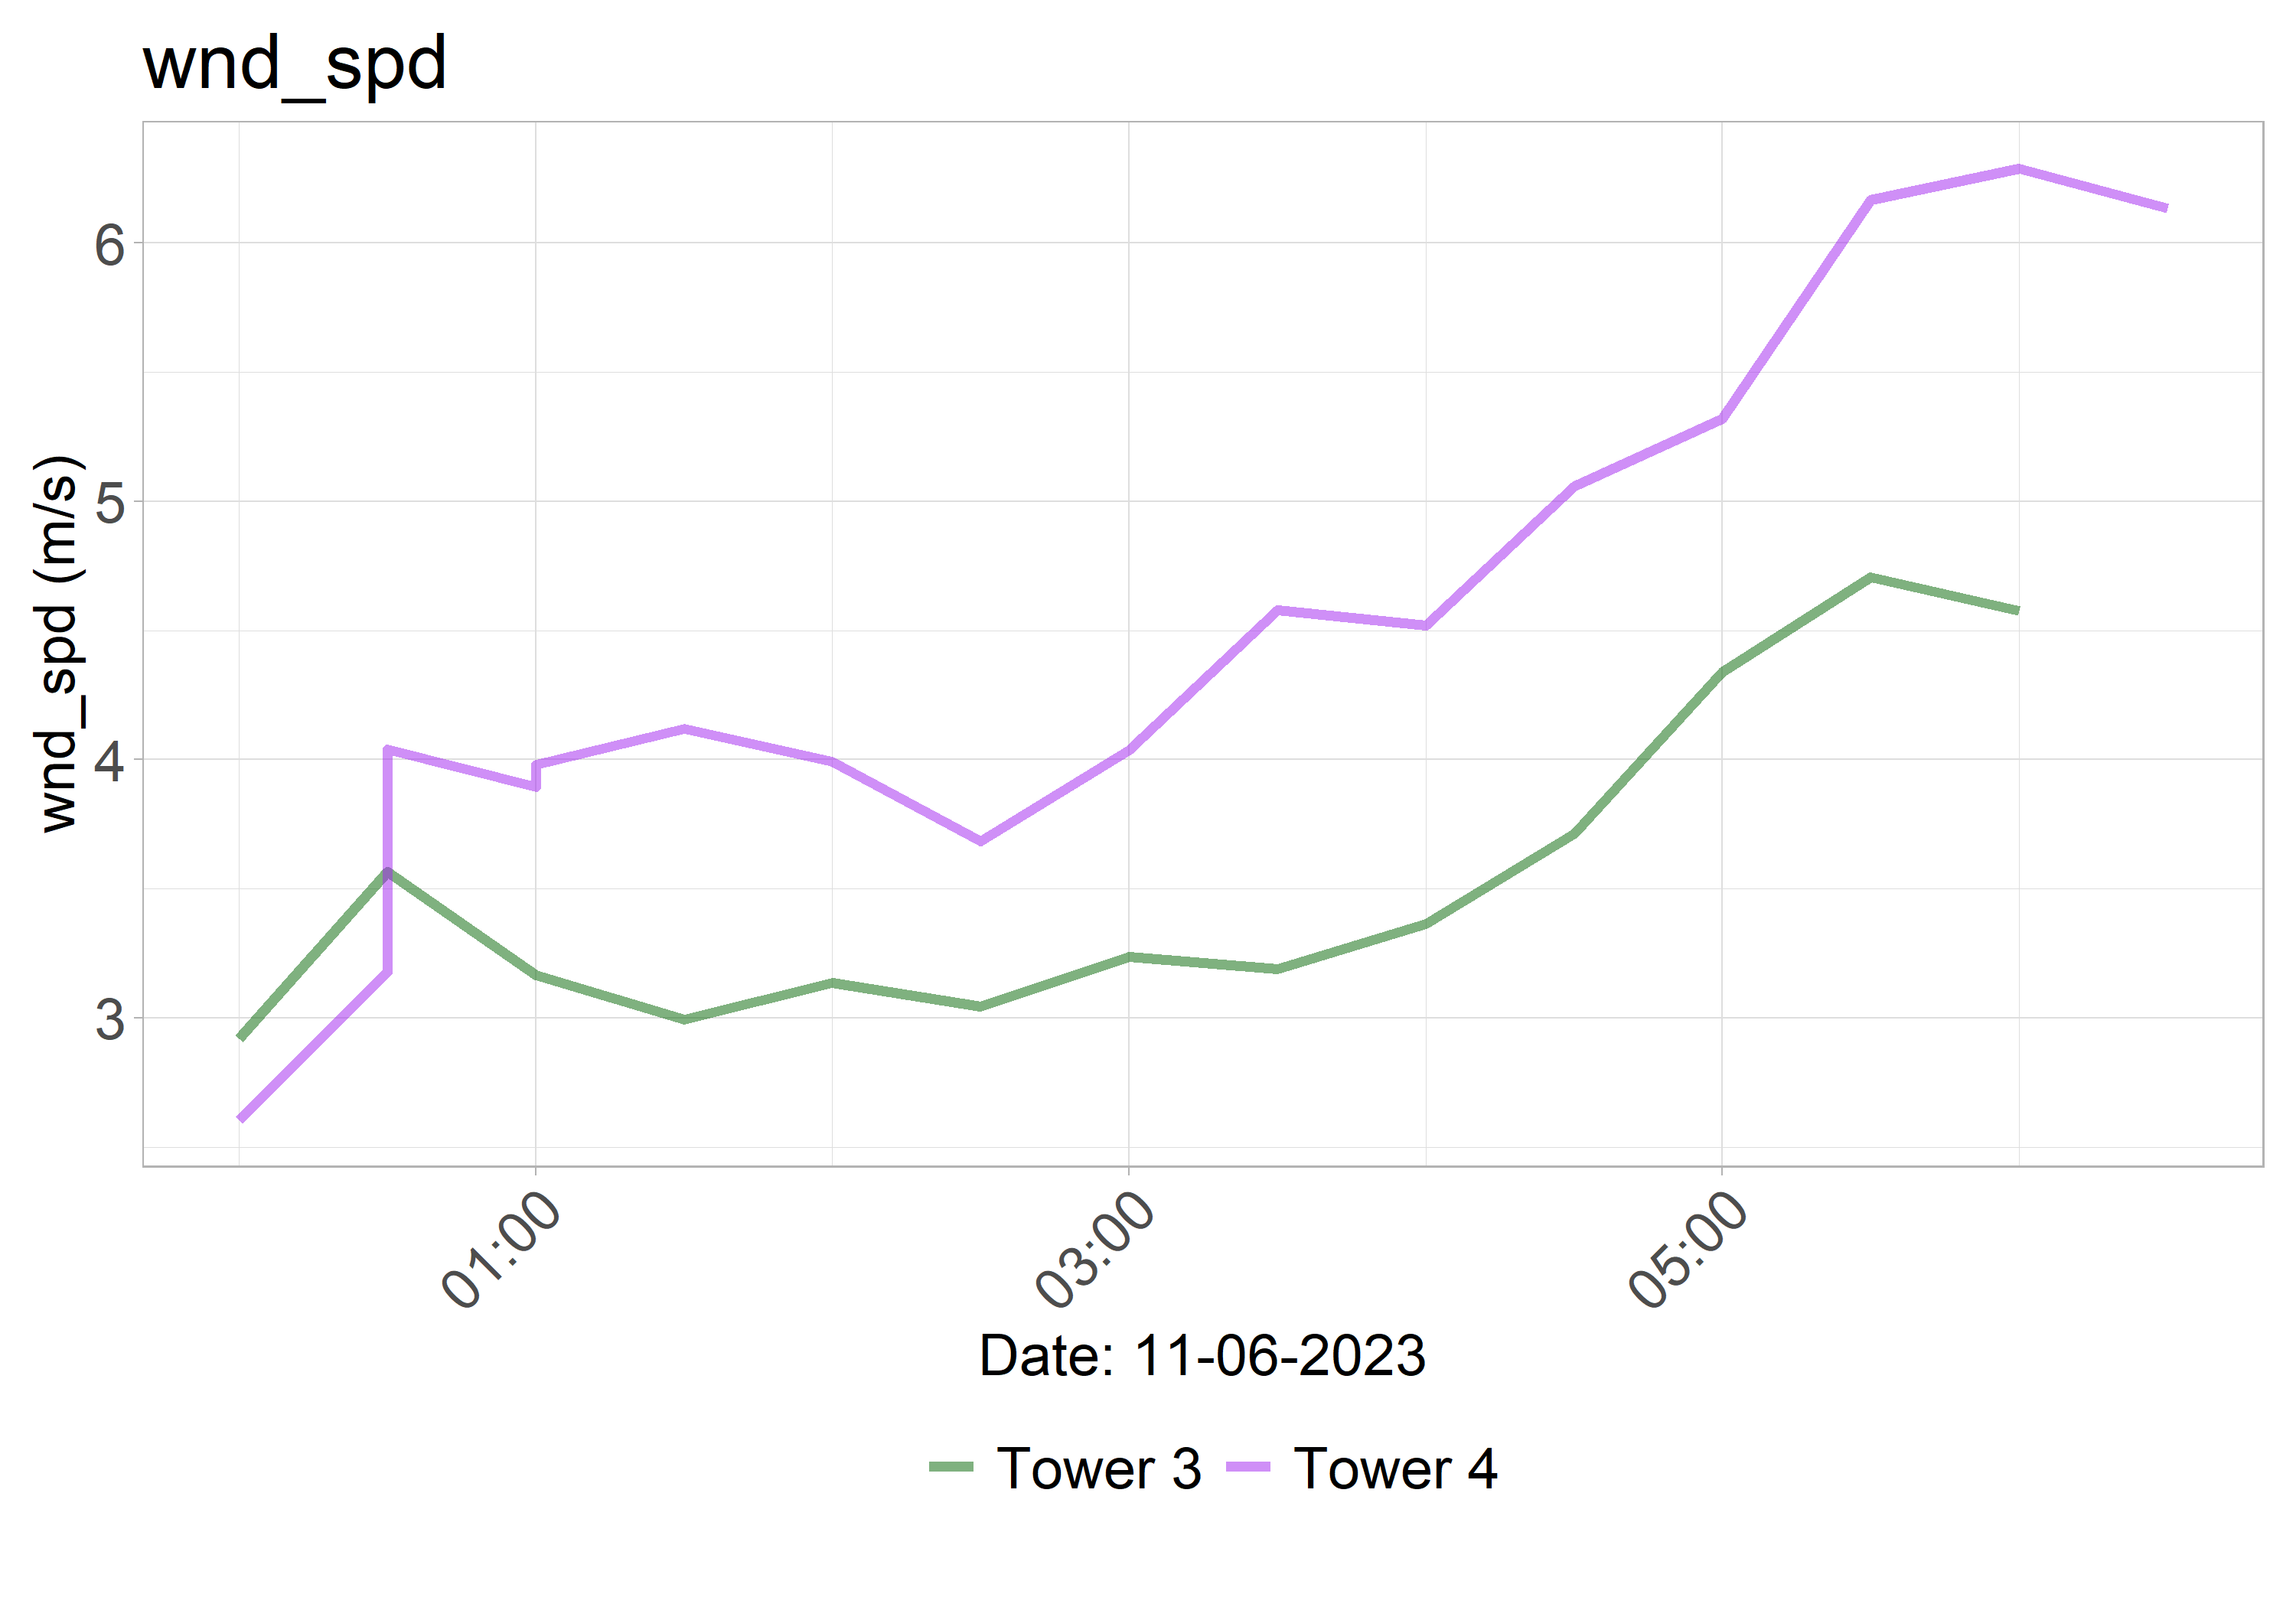 wnd_spd
wnd_spd (m/s)
6
5
4
3
01:00 03:00 05:00
Date: 11-06-2023
Tower 3 Tower 4